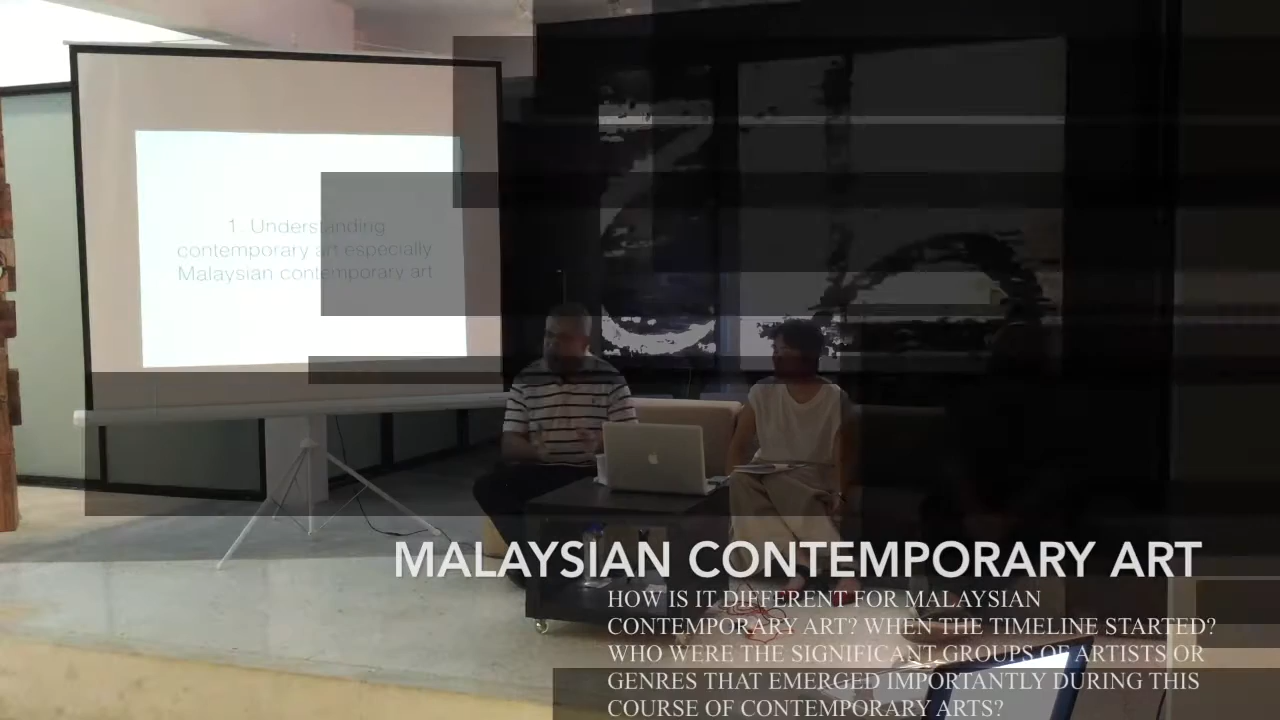 1. Understanding
contemporary art especially
Malaysian contemporary art
MALAYSIAN CONTEMPORARY ART
HOW IS IT DIFFERENT FOR MALAYSIAN
CONTEMPORARY ART? WHEN THE TIMELINE STARTED?
WHO WERE THE SIGNIFICANT GROUPS OF ARTISTS OR
GENRES THAT EMERGED IMPORTANTLY DURING THIS
COURSE OF CONTEMPORARY ARTS?